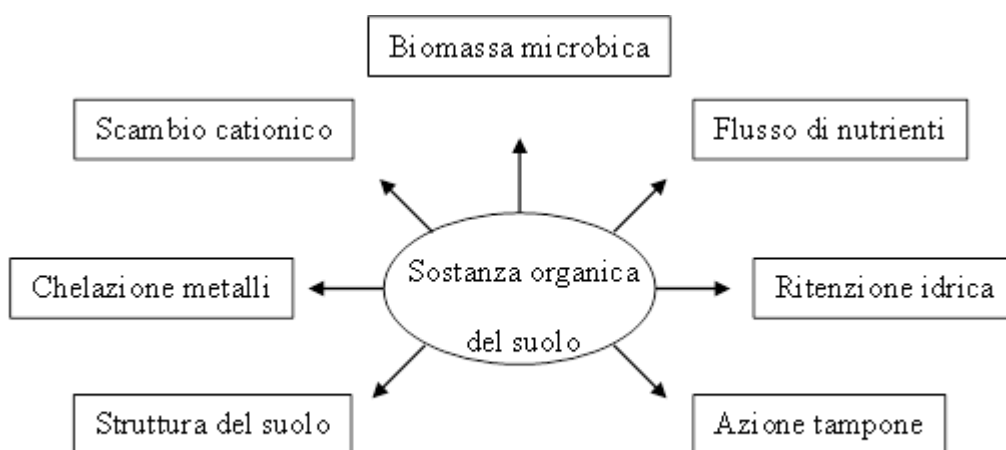 Biomassa microbica
Scambio cationico
Flusso di nutrienti
Sostanza organica
del suolo
Chelazione metalli
Ritenzione idrica
Struttura del suolo
Azione tampone